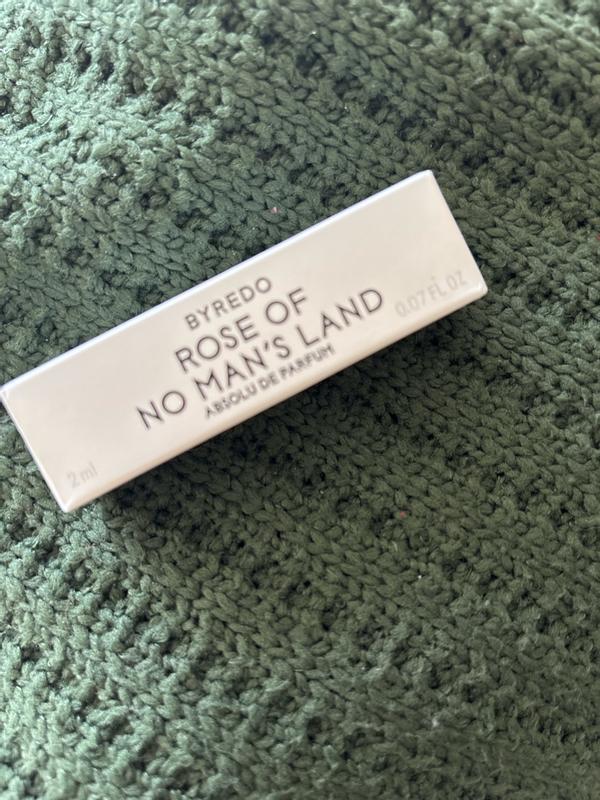 BYREDO
ROSE OF
NO MAN'S LAND
ABSOLU DE PARFUM
2 ml
0.07 FL OZ